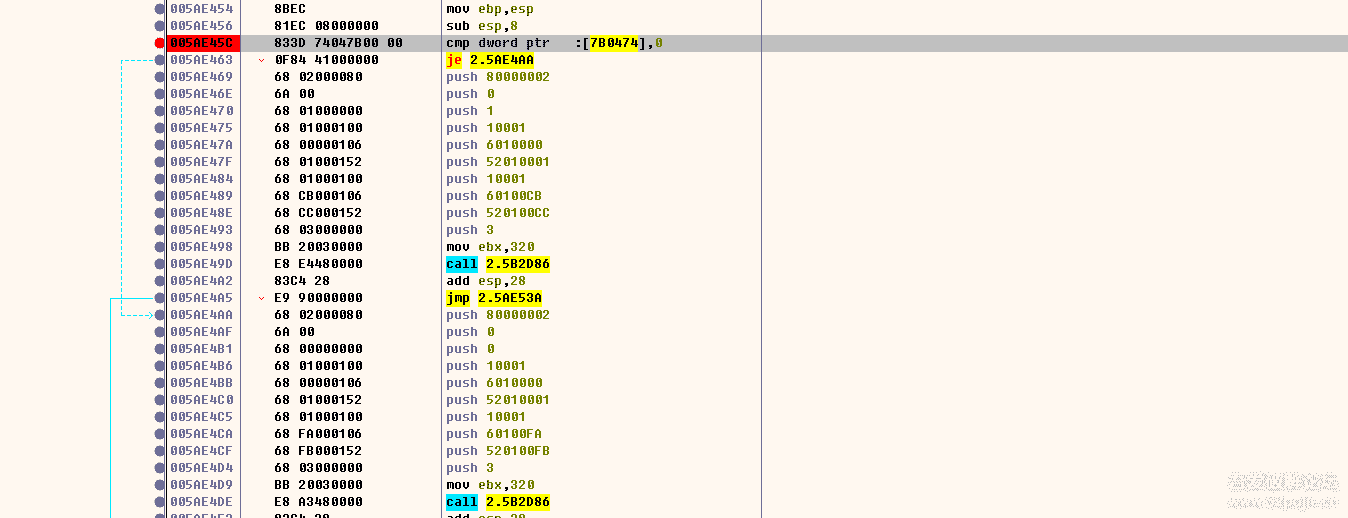 005AE454 8BEC mov ebp,esp
005AE456 81EC 08000000 sub esp,8
005AE45C 833D 74047B00 00 cmp dword ptr :[7B0474],0
005AE463 0F84 41000000 je 2.5AE4AA
005AE469 68 02000080 push 80000002
005AE46E 6A 00 push 0
005AE470 68 01000000 push 1
005AE475 68 01000100 push 10001
005AE47A 68 00000106 push 6010000
005AE47F 68 01000152 push 52010001
005AE484 68 01000100 push 10001
005AE489 68 CB000106 push 60100CB
005AE48E 68 CC000152 push 520100CC
005AE493 68 03000000 push 3
005AE498 BB 20030000 mov ebx,320
005AE49D E8 E4480000 call 2.5B2D86
005AE4A2 83C4 28 add esp,28
005AE4A5 E9 90000000 jmp 2.5AE53A
005AE4AA 68 02000080 push 80000002
005AE4AF 6A 00 push 0
005AE4B1 68 00000000 push 0
005AE4B6 68 01000100 push 10001
005AE4BB 68 00000106 push 6010000
005AE4C0 68 01000152 push 52010001
005AE4C5 68 01000100 push 10001
005AE4CA 68 FA000106 push 60100FA
005AE4CF 68 FB000152 push 520100FB
005AE4D4 68 03000000 push 3
005AE4D9 BB 20030000 mov ebx,320
005AE4DE E8 A3480000 call 2.5B2D86